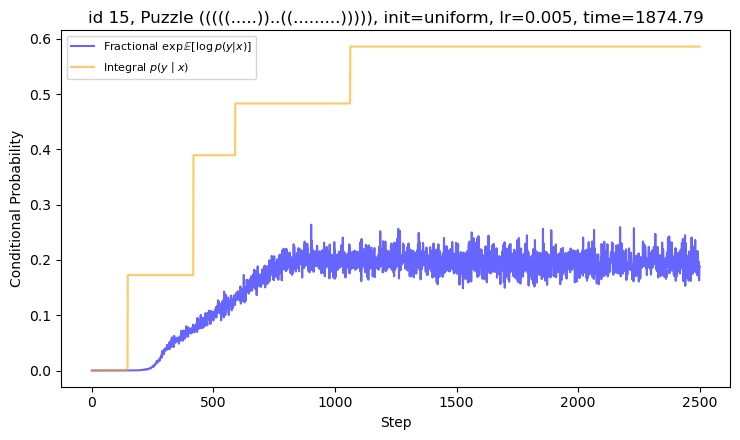 id 15, Puzzle (((((.....))..((.........))))), init=uniform, lr=0.005, time=1874.79
Fractional exp𝔼[log p(y|x)]
Integral p(y | x)
Conditional Probability
0.6
0.5
0.4
0.3
0.2
0.1
0.0
0 500 1000 1500 2000 2500
Step